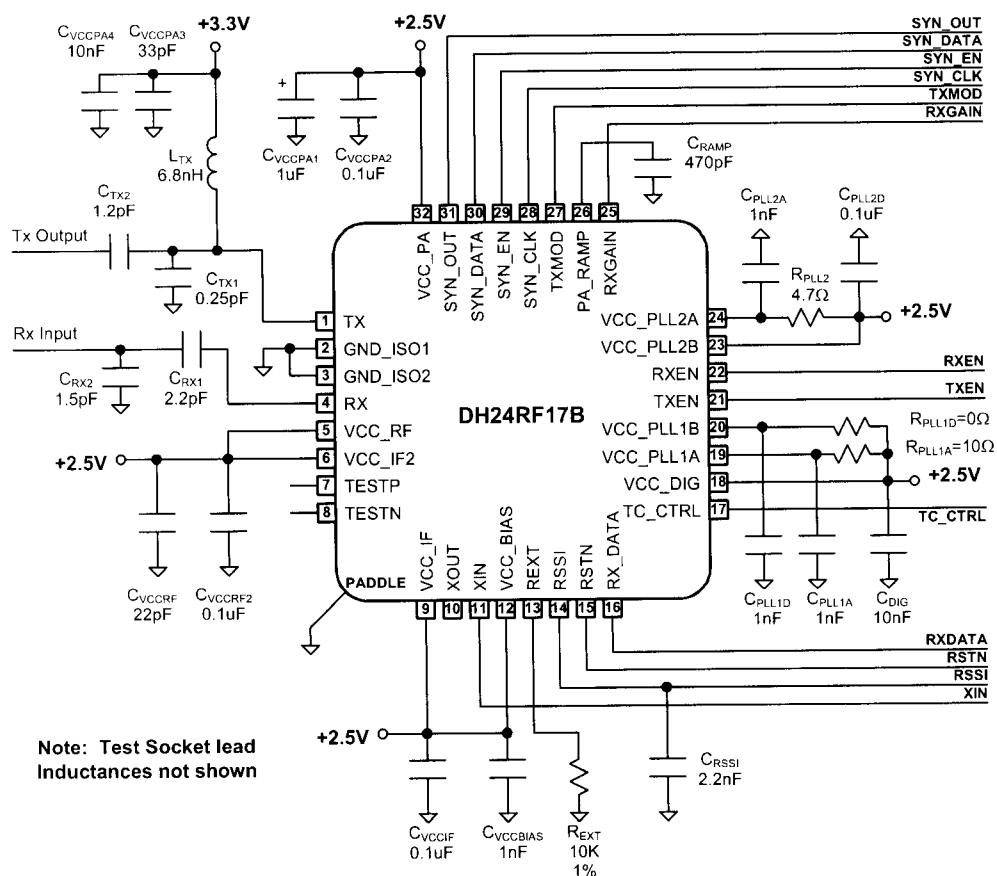 CVCCPA4 CVCCPA3
10nF 33pF
+3.3V
+2.5V
SYN_OUT
SYN_DATA
SYN_EN
SYN_CLK
TXMOD
RXGAIN
+
CVCCPA1
1uF
CVCCPA2
0.1uF
LTX
6.8nH
CRAMP
470pF
CTX2
1.2pF
Tx Output
CTX1
0.25pF
CPLL2A
1nF
CPLL2D
0.1uF
RPLL2
4.7Ω
+2.5V
32 31 30 29 28 27 26 25
VCC_PA
SYN_OUT
SYN_DATA
SYN_EN
SYN_CLK
TXMOD
PA_RAMP
RXGAIN
Rx Input
CRX2
1.5pF
CRX1
2.2pF
1 TX
2 GND_ISO1
3 GND_ISO2
4 RX
5 VCC_RF
6 VCC_IF2
7 TESTP
8 TESTN
DH24RF17B
VCC_PLL2A 24
VCC_PLL2B 23
RXEN 22
TXEN 21
VCC_PLL1B 20
VCC_PLL1A 19
VCC_DIG 18
TC_CTRL 17
RXEN
TXEN
RPLL1D=0Ω
RPLL1A=10Ω
+2.5V
TC_CTRL
+2.5V
CVCCRF
22pF
CVCCRF2
0.1uF
PADDLE
VCC_IF
XOUT
XIN
VCC_BIAS
REXT
RSSI
RSTN
RX_DATA
9 10 11 12 13 14 15 16
CPLL1D
1nF
CPLL1A
1nF
CDIG
10nF
RXDATA
RSTN
RSSI
XIN
Note: Test Socket lead
Inductances not shown
+2.5V
CVCCIF
0.1uF
CVCCBIAS
1nF
REXT
10K
1%
CRSSI
2.2nF